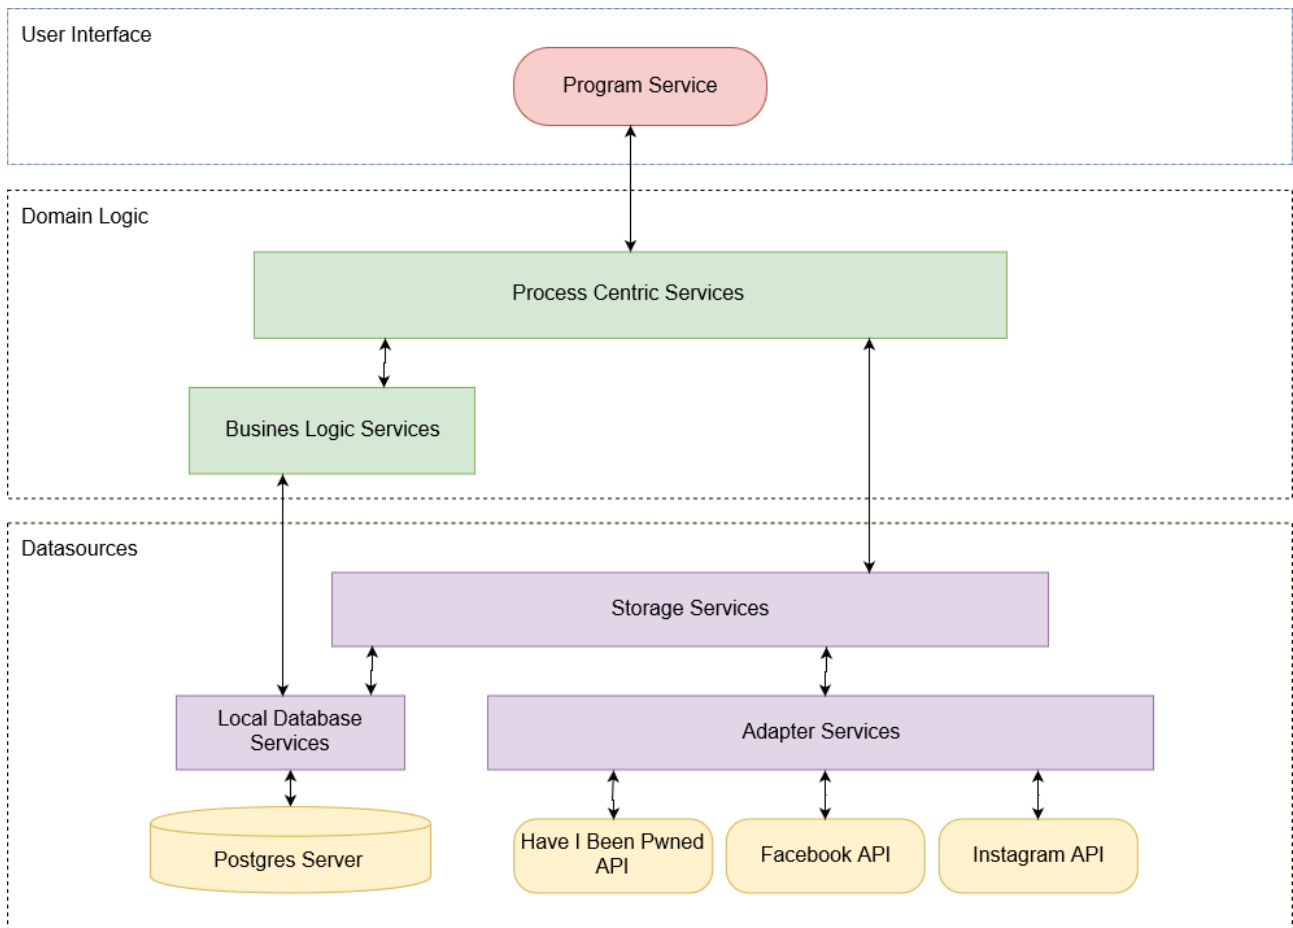 User Interface
Program Service
Domain Logic
Process Centric Services
Busines Logic Services
Datasources
Storage Services
Local Database
Services
Adapter Services
Postgres Server
Have I Been Pwned
API
Facebook API
Instagram API